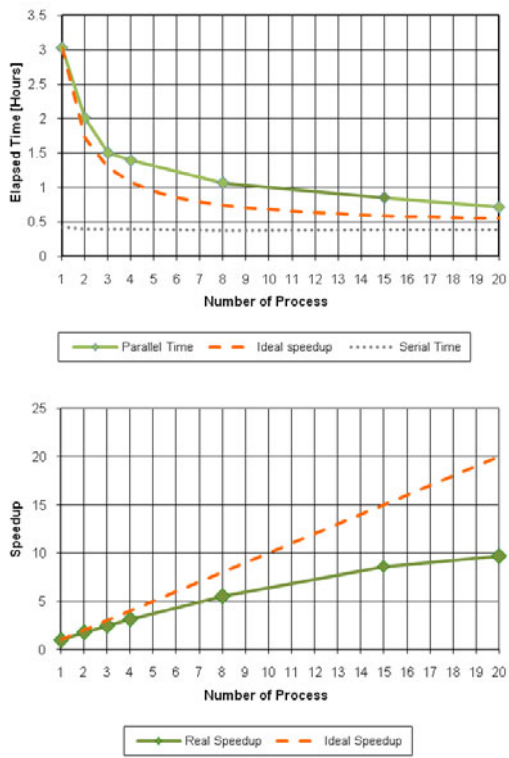 3.5
3
2.5
2
1.5
1
0.5
0
Elapsed Time [Hours]
1 2 3 4 5 6 7 8 9 10 11 12 13 14 15 16 17 18 19 20
Number of Process
Parallel Time Ideal speedup Serial Time
25
20
15
10
5
0
Speedup
1 2 3 4 5 6 7 8 9 10 11 12 13 14 15 16 17 18 19 20
Number of Process
Real Speedup Ideal Speedup